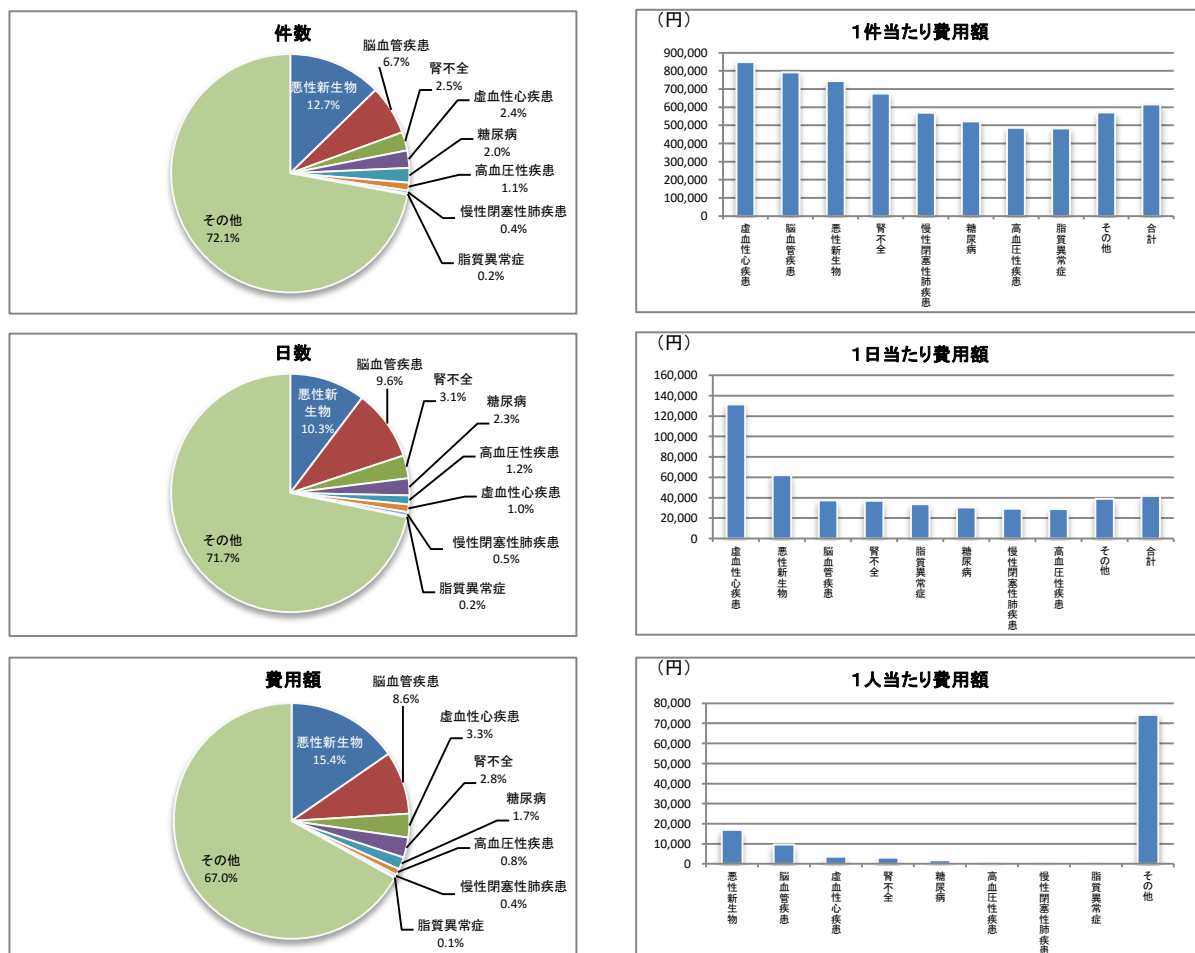 件数
悪性新生物
12.7%
脳血管疾患
6.7%
腎不全
2.5%
虚血性心疾患
2.4%
糖尿病
2.0%
高血圧性疾患
1.1%
慢性閉塞性肺疾患
0.4%
脂質異常症
0.2%
その他
72.1%
（円）
1件当たり費用額
900,000
800,000
700,000
600,000
500,000
400,000
300,000
200,000
100,000
0
虚血性心疾患
脳血管疾患
悪性新生物
腎不全
慢性閉塞性肺疾患
糖尿病
高血圧性疾患
脂質異常症
その他
合計
日数
悪性新
生物
10.3%
脳血管疾患
9.6%
腎不全
3.1%
糖尿病
2.3%
高血圧性疾患
1.2%
虚血性心疾患
1.0%
慢性閉塞性肺疾患
0.5%
脂質異常症
0.2%
その他
71.7%
（円）
1日当たり費用額
160,000
140,000
120,000
100,000
80,000
60,000
40,000
20,000
0
虚血性心疾患
悪性新生物
脳血管疾患
腎不全
脂質異常症
糖尿病
慢性閉塞性肺疾患
高血圧性疾患
その他
合計
費用額
悪性新生物
15.4%
脳血管疾患
8.6%
虚血性心疾患
3.3%
腎不全
2.8%
糖尿病
1.7%
高血圧性疾患
0.8%
慢性閉塞性肺疾患
0.4%
脂質異常症
0.1%
その他
67.0%
（円）
1人当たり費用額
80,000
70,000
60,000
50,000
40,000
30,000
20,000
10,000
0
悪性新生物
脳血管疾患
虚血性心疾患
腎不全
糖尿病
高血圧性疾患
慢性閉塞性肺疾患
脂質異常症
その他